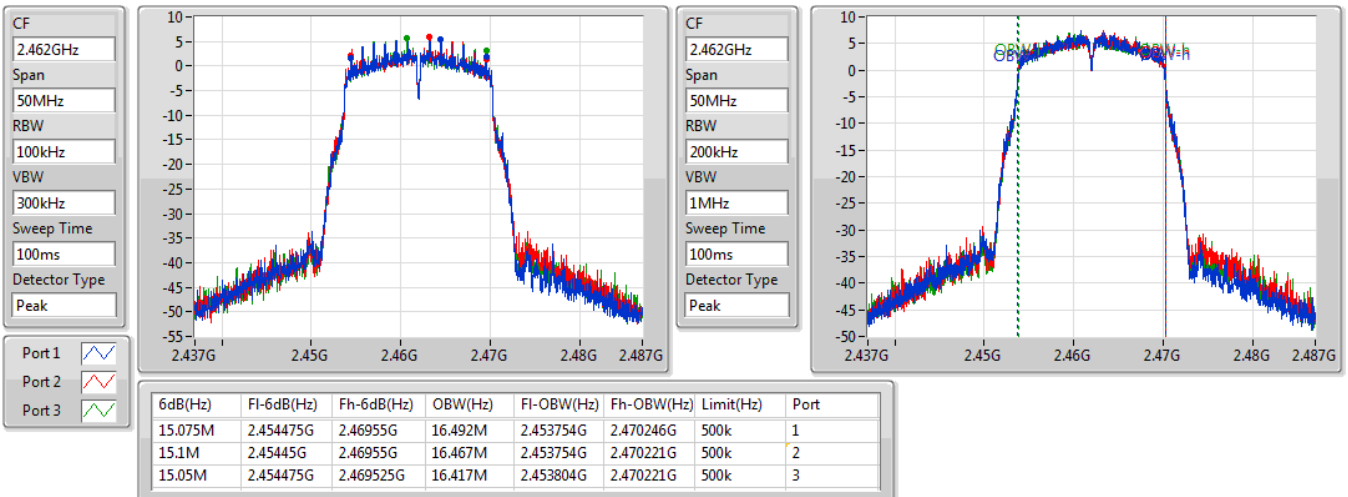 CF
2.462GHz
Span
50MHz
RBW
100kHz
VBW
300kHz
Sweep Time
100ms
Detector Type
Peak
10
5
0
-5
-10
-15
-20
-25
-30
-35
-40
-45
-50
-55
2.437G 2.45G 2.46G 2.47G 2.48G 2.487G
CF
2.462GHz
Span
50MHz
RBW
200kHz
VBW
1MHz
Sweep Time
100ms
Detector Type
Peak
10
5
0
-5
-10
-15
-20
-25
-30
-35
-40
-45
-50
OBW-h
2.437G 2.45G 2.46G 2.47G 2.48G 2.487G
Port 1
Port 2
Port 3
6dB(Hz) Fl-6dB(Hz) Fh-6dB(Hz) OBW(Hz) Fl-OBW(Hz) Fh-OBW(Hz) Limit(Hz) Port
15.075M 2.454475G 2.46955G 16.492M 2.453754G 2.470246G 500k 1
15.1M 2.45445G 2.46955G 16.467M 2.453754G 2.470221G 500k 2
15.05M 2.454475G 2.469525G 16.417M 2.453804G 2.470221G 500k 3